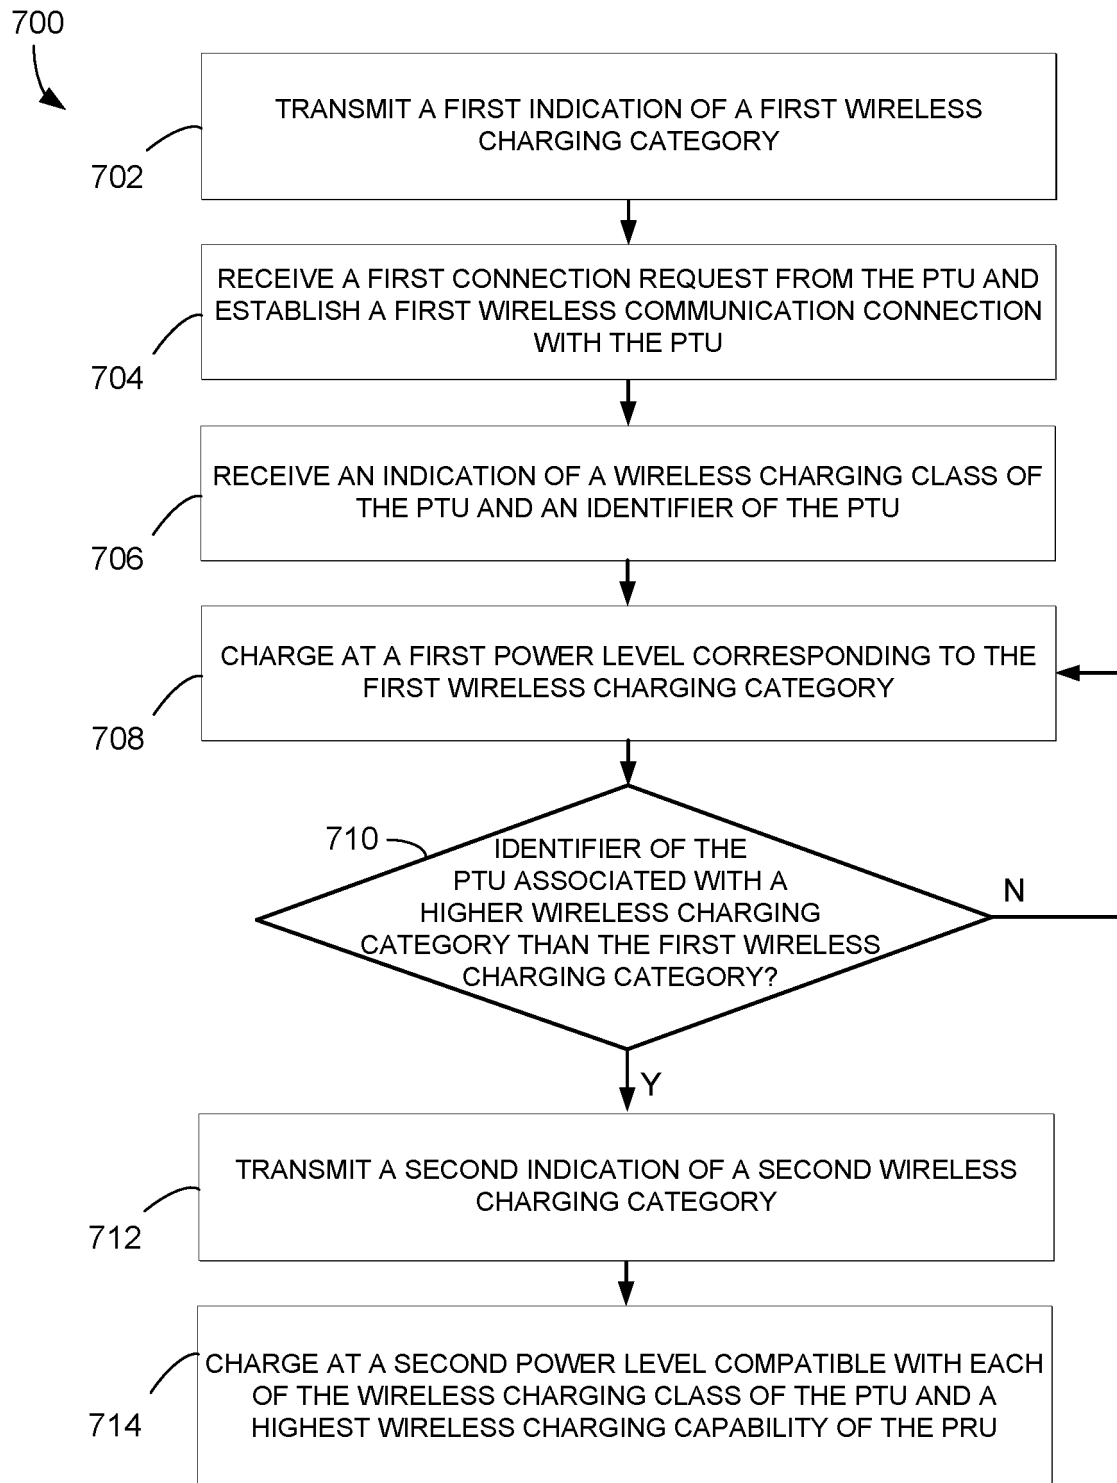 700
TRANSMIT A FIRST INDICATION OF A FIRST WIRELESS
CHARGING CATEGORY
702
RECEIVE A FIRST CONNECTION REQUEST FROM THE PTU AND
ESTABLISH A FIRST WIRELESS COMMUNICATION CONNECTION
WITH THE PTU
704
RECEIVE AN INDICATION OF A WIRELESS CHARGING CLASS OF
THE PTU AND AN IDENTIFIER OF THE PTU
706
CHARGE AT A FIRST POWER LEVEL CORRESPONDING TO THE
FIRST WIRELESS CHARGING CATEGORY
708
710
IDENTIFIER OF THE
PTU ASSOCIATED WITH A
HIGHER WIRELESS CHARGING
CATEGORY THAN THE FIRST WIRELESS
CHARGING CATEGORY?
N
Y
TRANSMIT A SECOND INDICATION OF A SECOND WIRELESS
CHARGING CATEGORY
712
CHARGE AT A SECOND POWER LEVEL COMPATIBLE WITH EACH
OF THE WIRELESS CHARGING CLASS OF THE PTU AND A
HIGHEST WIRELESS CHARGING CAPABILITY OF THE PRU
714